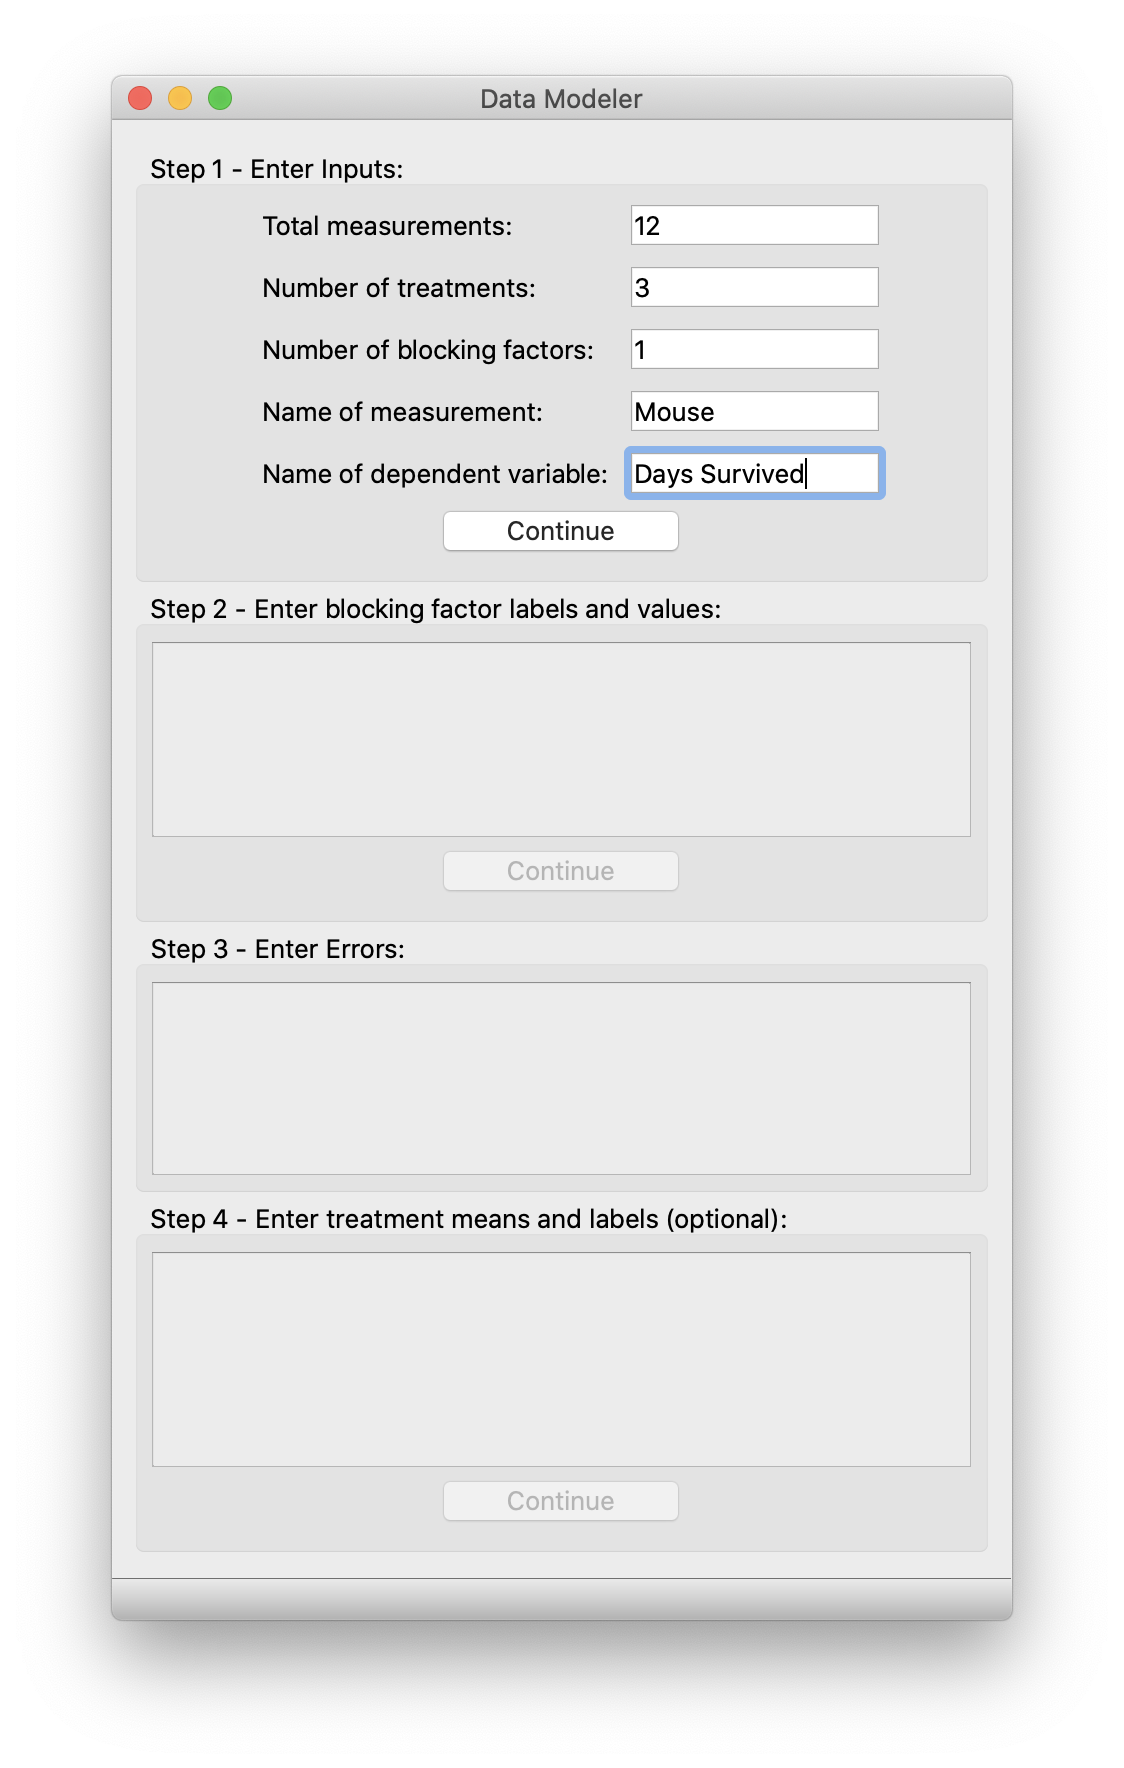 Data Modeler
Step 1 - Enter Inputs:
Total measurements: 12
Number of treatments: 3
Number of blocking factors: 1
Name of measurement: Mouse
Name of dependent variable: Days Survived
Continue
Step 2 - Enter blocking factor labels and values:
Continue
Step 3 - Enter Errors:
Step 4 - Enter treatment means and labels (optional):
Continue